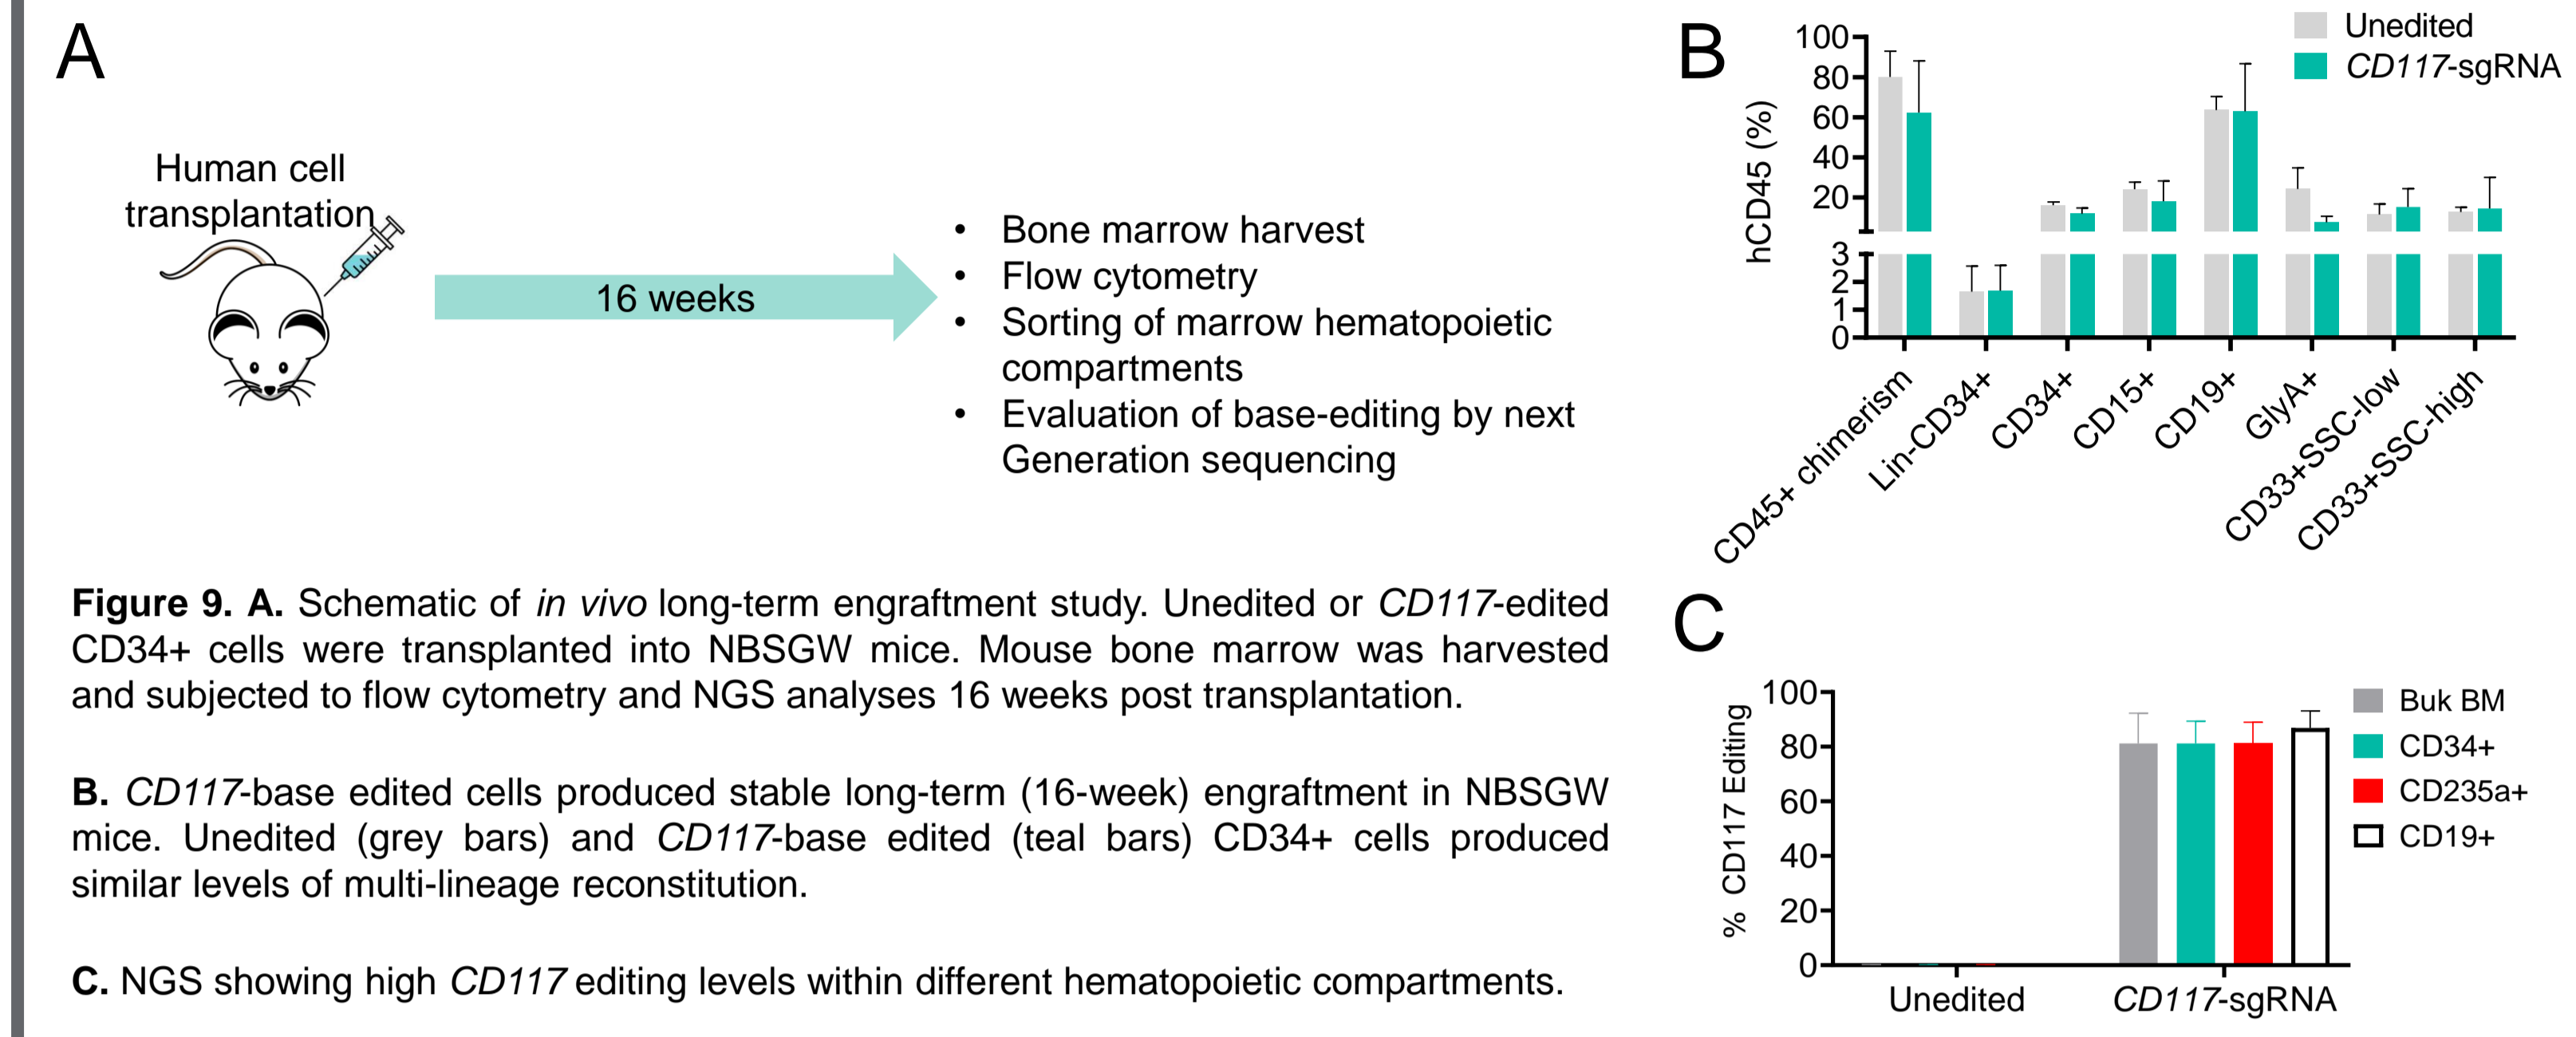 A
Human cell
transplantation
16 weeks
• Bone marrow harvest
• Flow cytometry
• Sorting of marrow hematopoietic
compartments
• Evaluation of base-editing by next
Generation sequencing
Figure 9. A. Schematic of in vivo long-term engraftment study. Unedited or CD117-edited
CD34+ cells were transplanted into NBSGW mice. Mouse bone marrow was harvested
and subjected to flow cytometry and NGS analyses 16 weeks post transplantation.
B. CD117-base edited cells produced stable long-term (16-week) engraftment in NBSGW
mice. Unedited (grey bars) and CD117-base edited (teal bars) CD34+ cells produced
similar levels of multi-lineage reconstitution.
C. NGS showing high CD117 editing levels within different hematopoietic compartments.
B
Unedited
CD117-sgRNA
hCD45 (%)
100
80
60
40
20
3
2
1
0
CD45+ chimerism
Lin-CD34+
CD34+
CD15+
CD19+
GlyA+
CD33+SSC-low
CD33+SSC-high
C
% CD117 Editing
100
80
60
40
20
0
Unedited
CD117-sgRNA
Buk BM
CD34+
CD235a+
CD19+